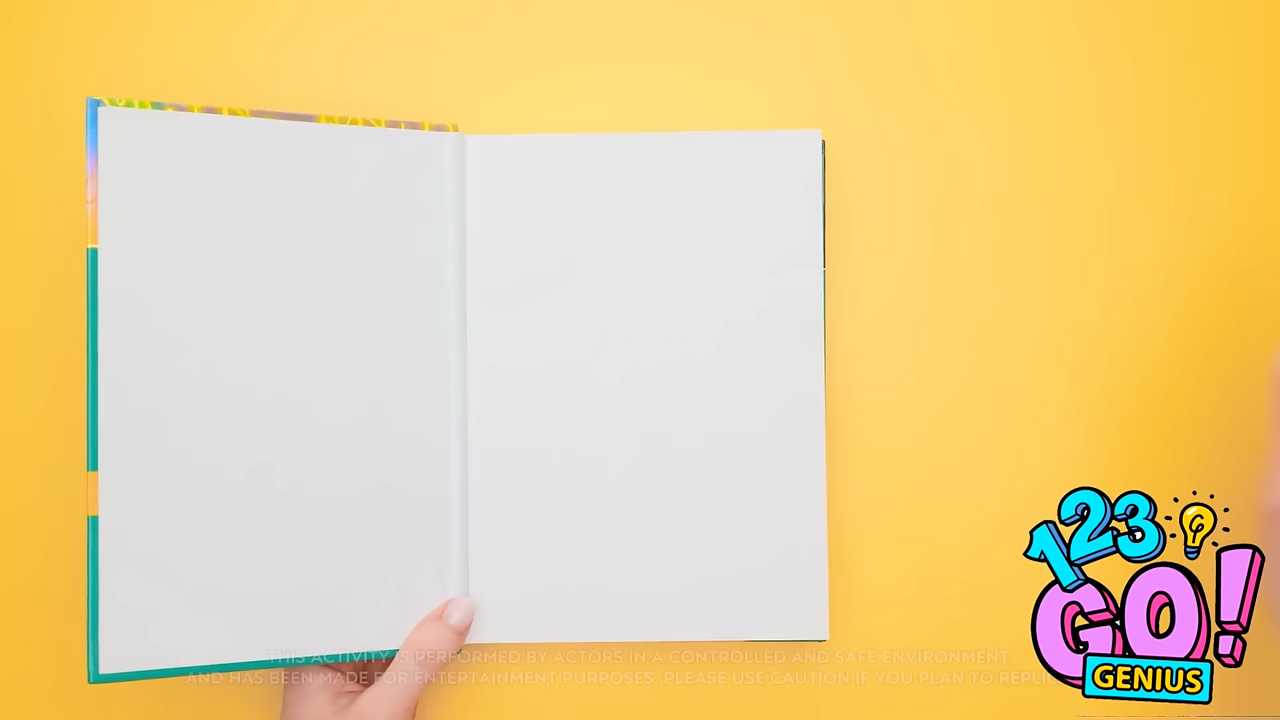 123
GO!
GENIUS
THIS ACTIVITY IS PERFORMED BY ACTORS IN A CONTROLLED AND SAFE ENVIRONMENT,
AND HAS BEEN MADE FOR ENTERTAINMENT PURPOSES. PLEASE USE CAUTION IF YOU PLAN TO